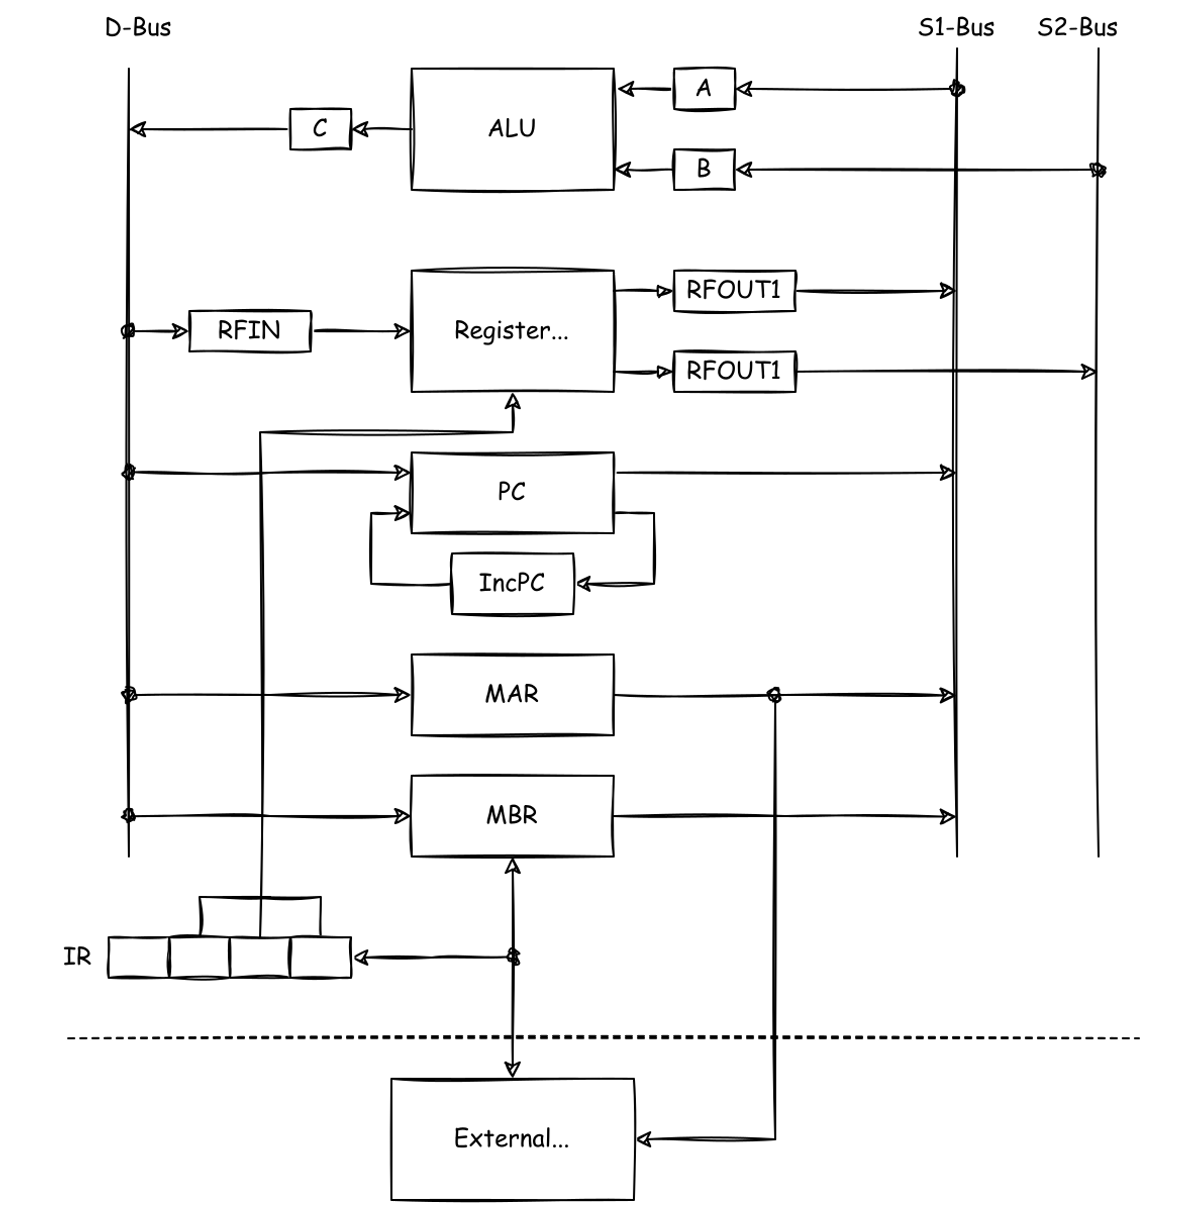 D-Bus
S1-Bus
S2-Bus
A
C
ALU
B
RFOUT1
RFIN
Register...
RFOUT1
PC
IncPC
MAR
MBR
IR
External...